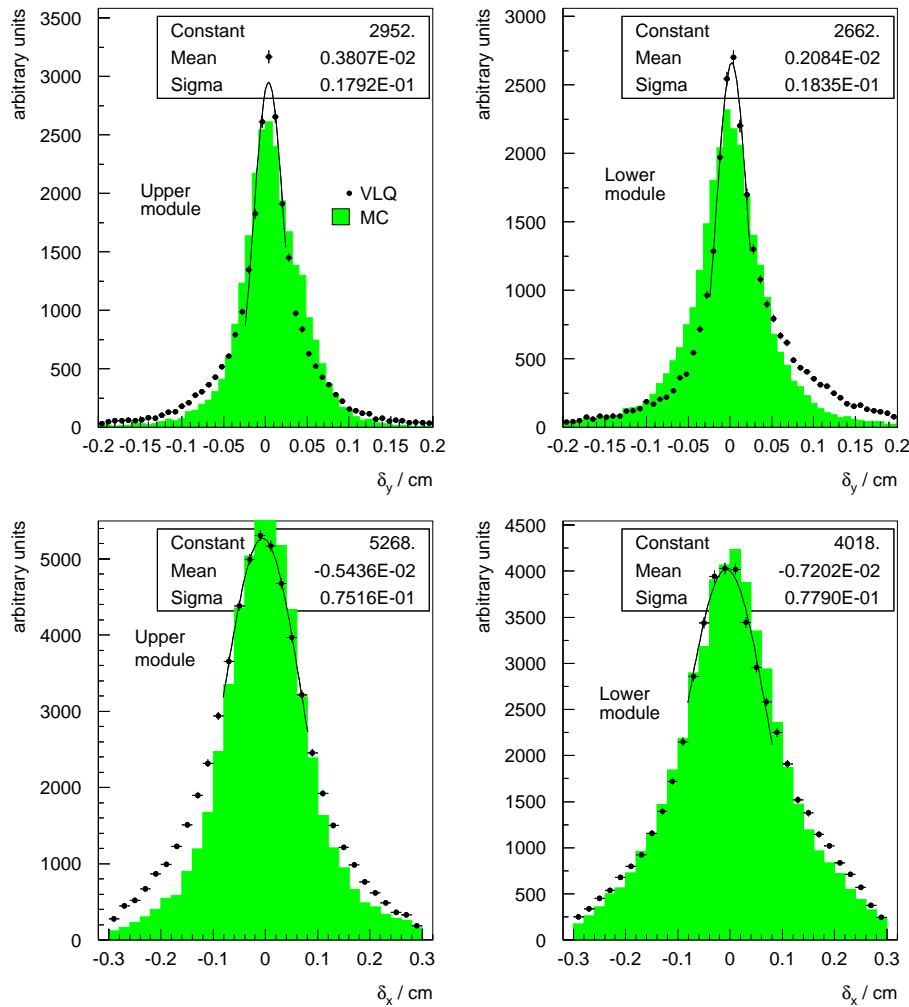 arbitrary units
3500
3000
2500
2000
1500
1000
500
0
Constant 2952.
Mean 0.3807E-02
Sigma 0.1792E-01
Upper
module
VLQ
MC
-0.2 -0.15 -0.1 -0.05 0 0.05 0.1 0.15 0.2
δy / cm
arbitrary units
3000
2500
2000
1500
1000
500
0
Constant 2662.
Mean 0.2084E-02
Sigma 0.1835E-01
Lower
module
-0.2 -0.15 -0.1 -0.05 0 0.05 0.1 0.15 0.2
δy / cm
arbitrary units
5000
4000
3000
2000
1000
0
Constant 5268.
Mean -0.5436E-02
Sigma 0.7516E-01
Upper
module
-0.3 -0.2 -0.1 0 0.1 0.2 0.3
δx / cm
arbitrary units
4500
4000
3500
3000
2500
2000
1500
1000
500
0
Constant 4018.
Mean -0.7202E-02
Sigma 0.7790E-01
Lower
module
-0.3 -0.2 -0.1 0 0.1 0.2 0.3
δx / cm